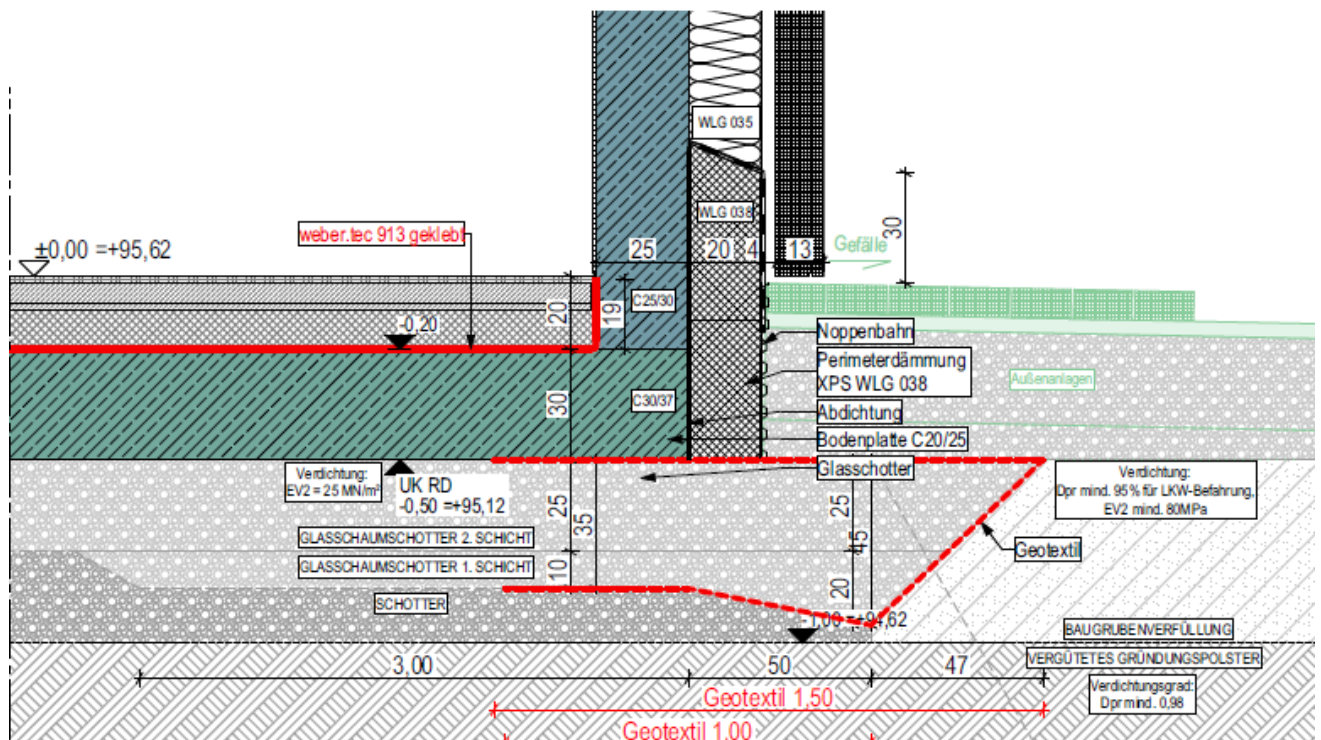 WLG 035
WLG 038
weber.tec 913 geklebt
±0,00 =+95,62
25
20
4
13
Gefälle
30
C25/30
20
19
-0,20
Noppenbahn
Perimeterdämmung
XPS WLG 038
Außenanlagen
30
C30/37
Abdichtung
Bodenplatte C20/25
Glasschotter
Verdichtung:
EV2 = 25 MN/m²
UK RD
-0,50 =+95,12
Verdichtung:
Dpr mind. 95% für LKW-Befahrung,
EV2 mind. 80MPa
25
35
25
45
GLASSCHAUMSCHOTTER 2. SCHICHT
Geotextil
GLASSCHAUMSCHOTTER 1. SCHICHT
10
20
SCHOTTER
-1,00 =+94,62
BAUGRUBENVERFÜLLUNG
3,00
50
47
VERGÜTETES GRÜNDUNGSPOLSTER
Verdichtungsgrad:
Dpr mind. 0,98
Geotextil 1,50
Geotextil 1,00